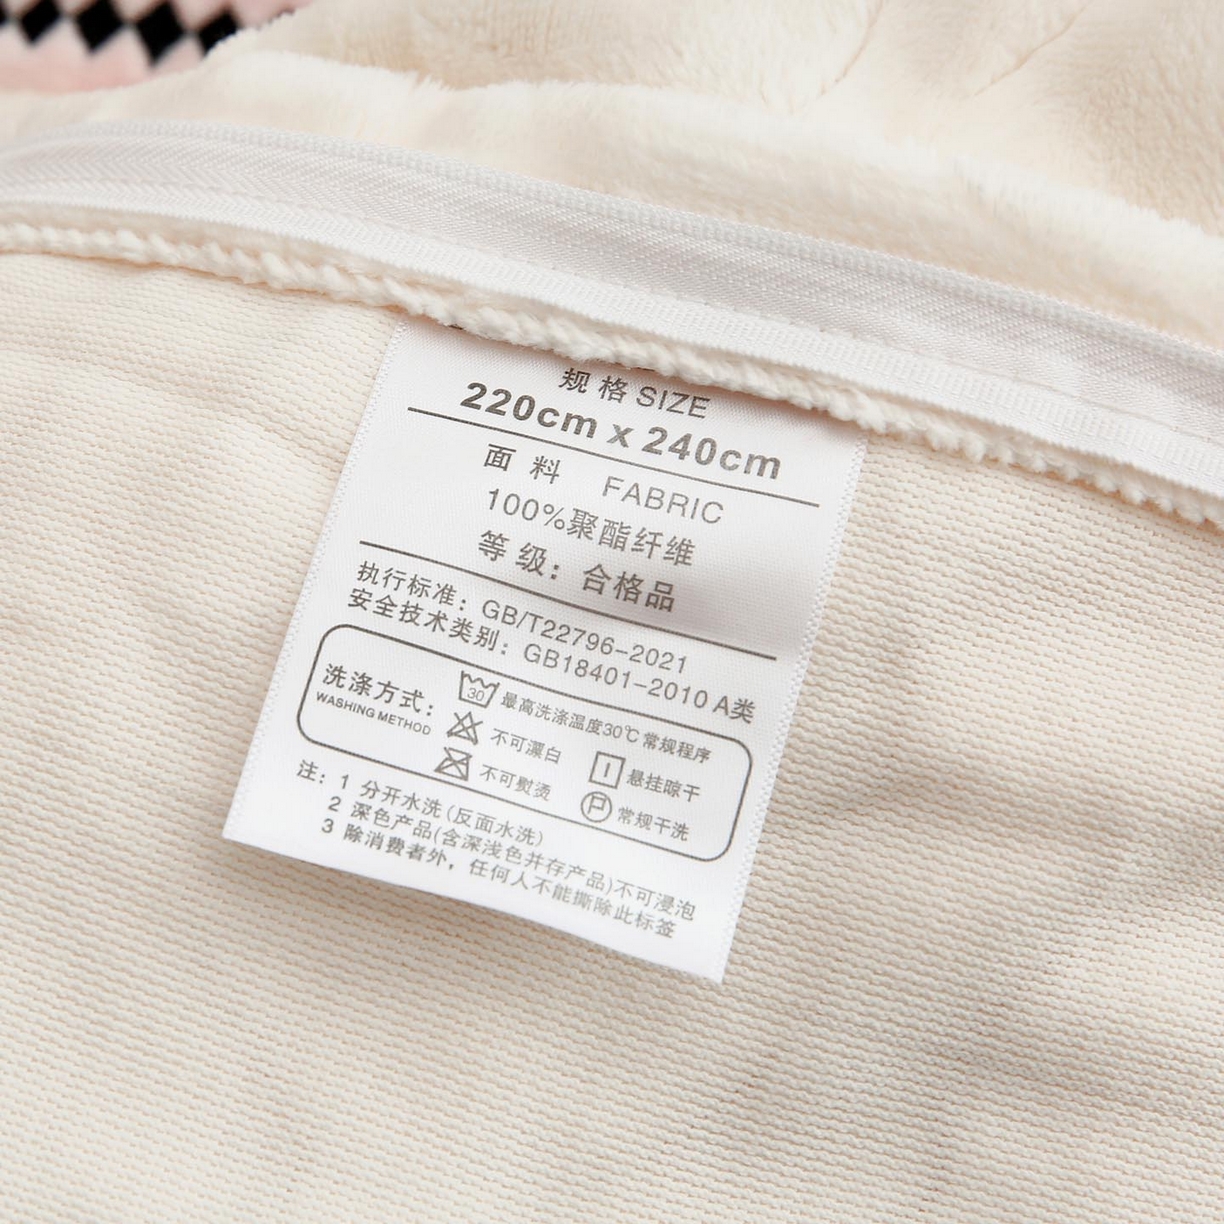 规格 SIZE
220cm x 240cm
面料 FABRIC
100%聚酯纤维
等级：合格品
执行标准：GB/T22796-2021
安全技术类别：GB18401-2010 A类
洗涤方式：
WASHING METHOD
30 最高洗涤温度30℃ 常规程序
不可漂白 悬挂晾干
不可熨烫 P 常规干洗
注：1 分开水洗(反面水洗)
2 深色产品(含深浅色并存产品)不可浸泡
3 除消费者外，任何人不能撕除此标签